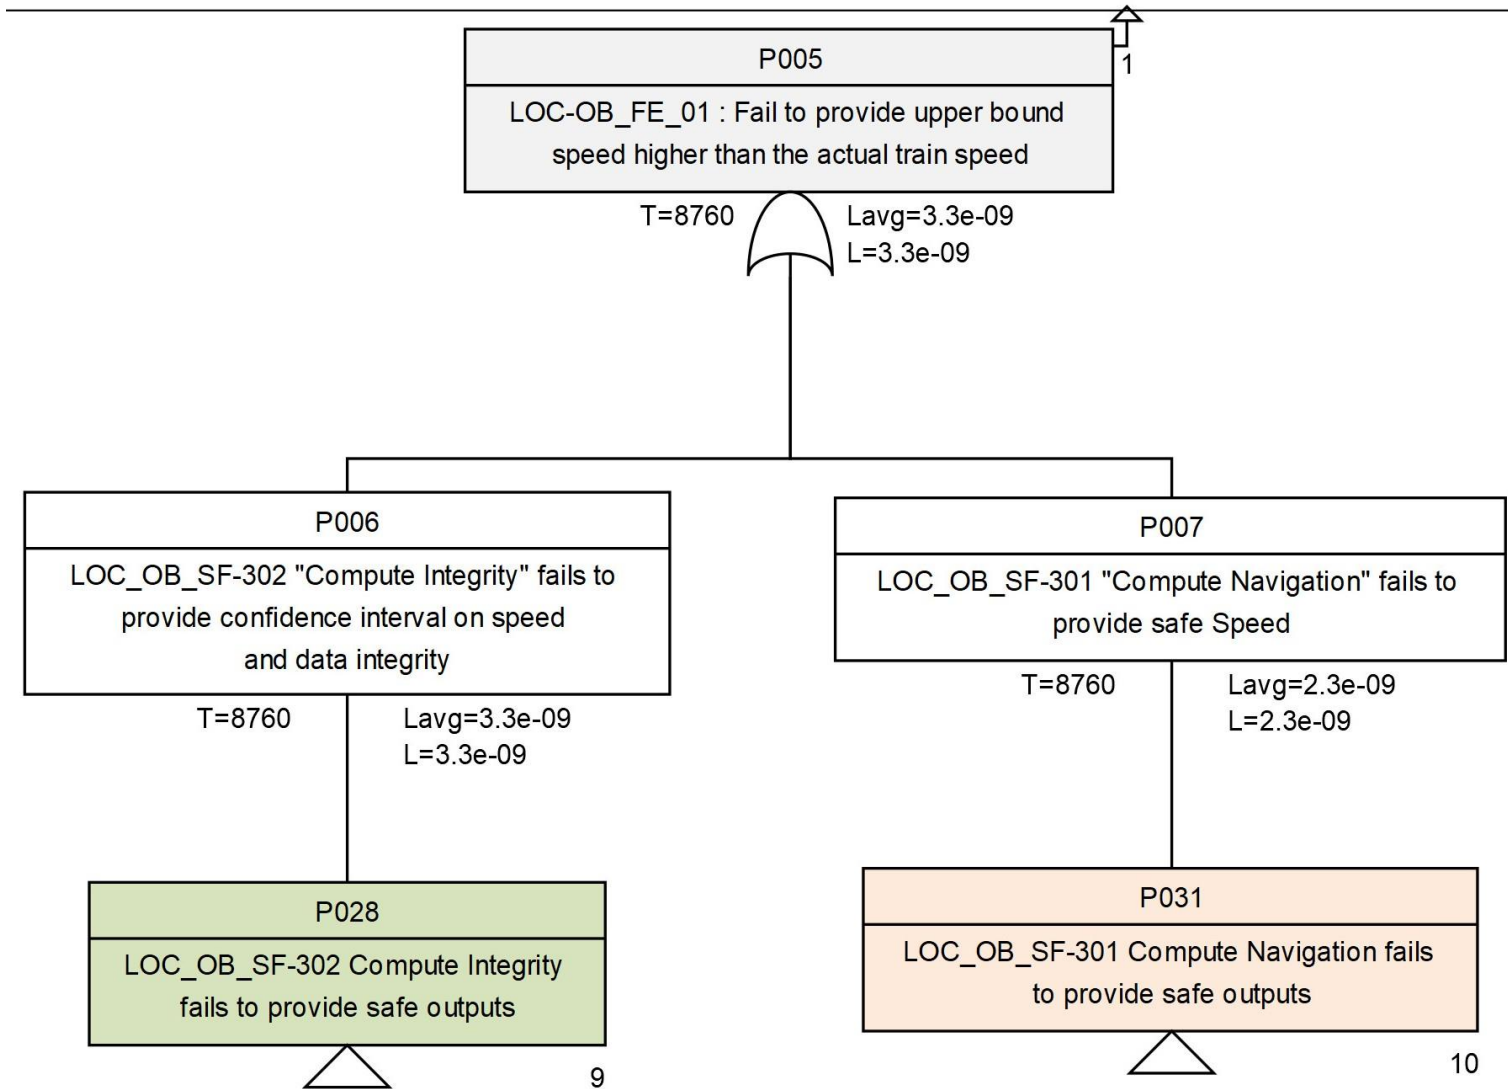 P005
1
LOC-OB_FE_01 : Fail to provide upper bound
speed higher than the actual train speed
T=8760
Lavg=3.3e-09
L=3.3e-09
P006
LOC_OB_SF-302 "Compute Integrity" fails to
provide confidence interval on speed
and data integrity
T=8760
Lavg=3.3e-09
L=3.3e-09
P007
LOC_OB_SF-301 "Compute Navigation" fails to
provide safe Speed
T=8760
Lavg=2.3e-09
L=2.3e-09
P028
LOC_OB_SF-302 Compute Integrity
fails to provide safe outputs
9
P031
LOC_OB_SF-301 Compute Navigation fails
to provide safe outputs
10